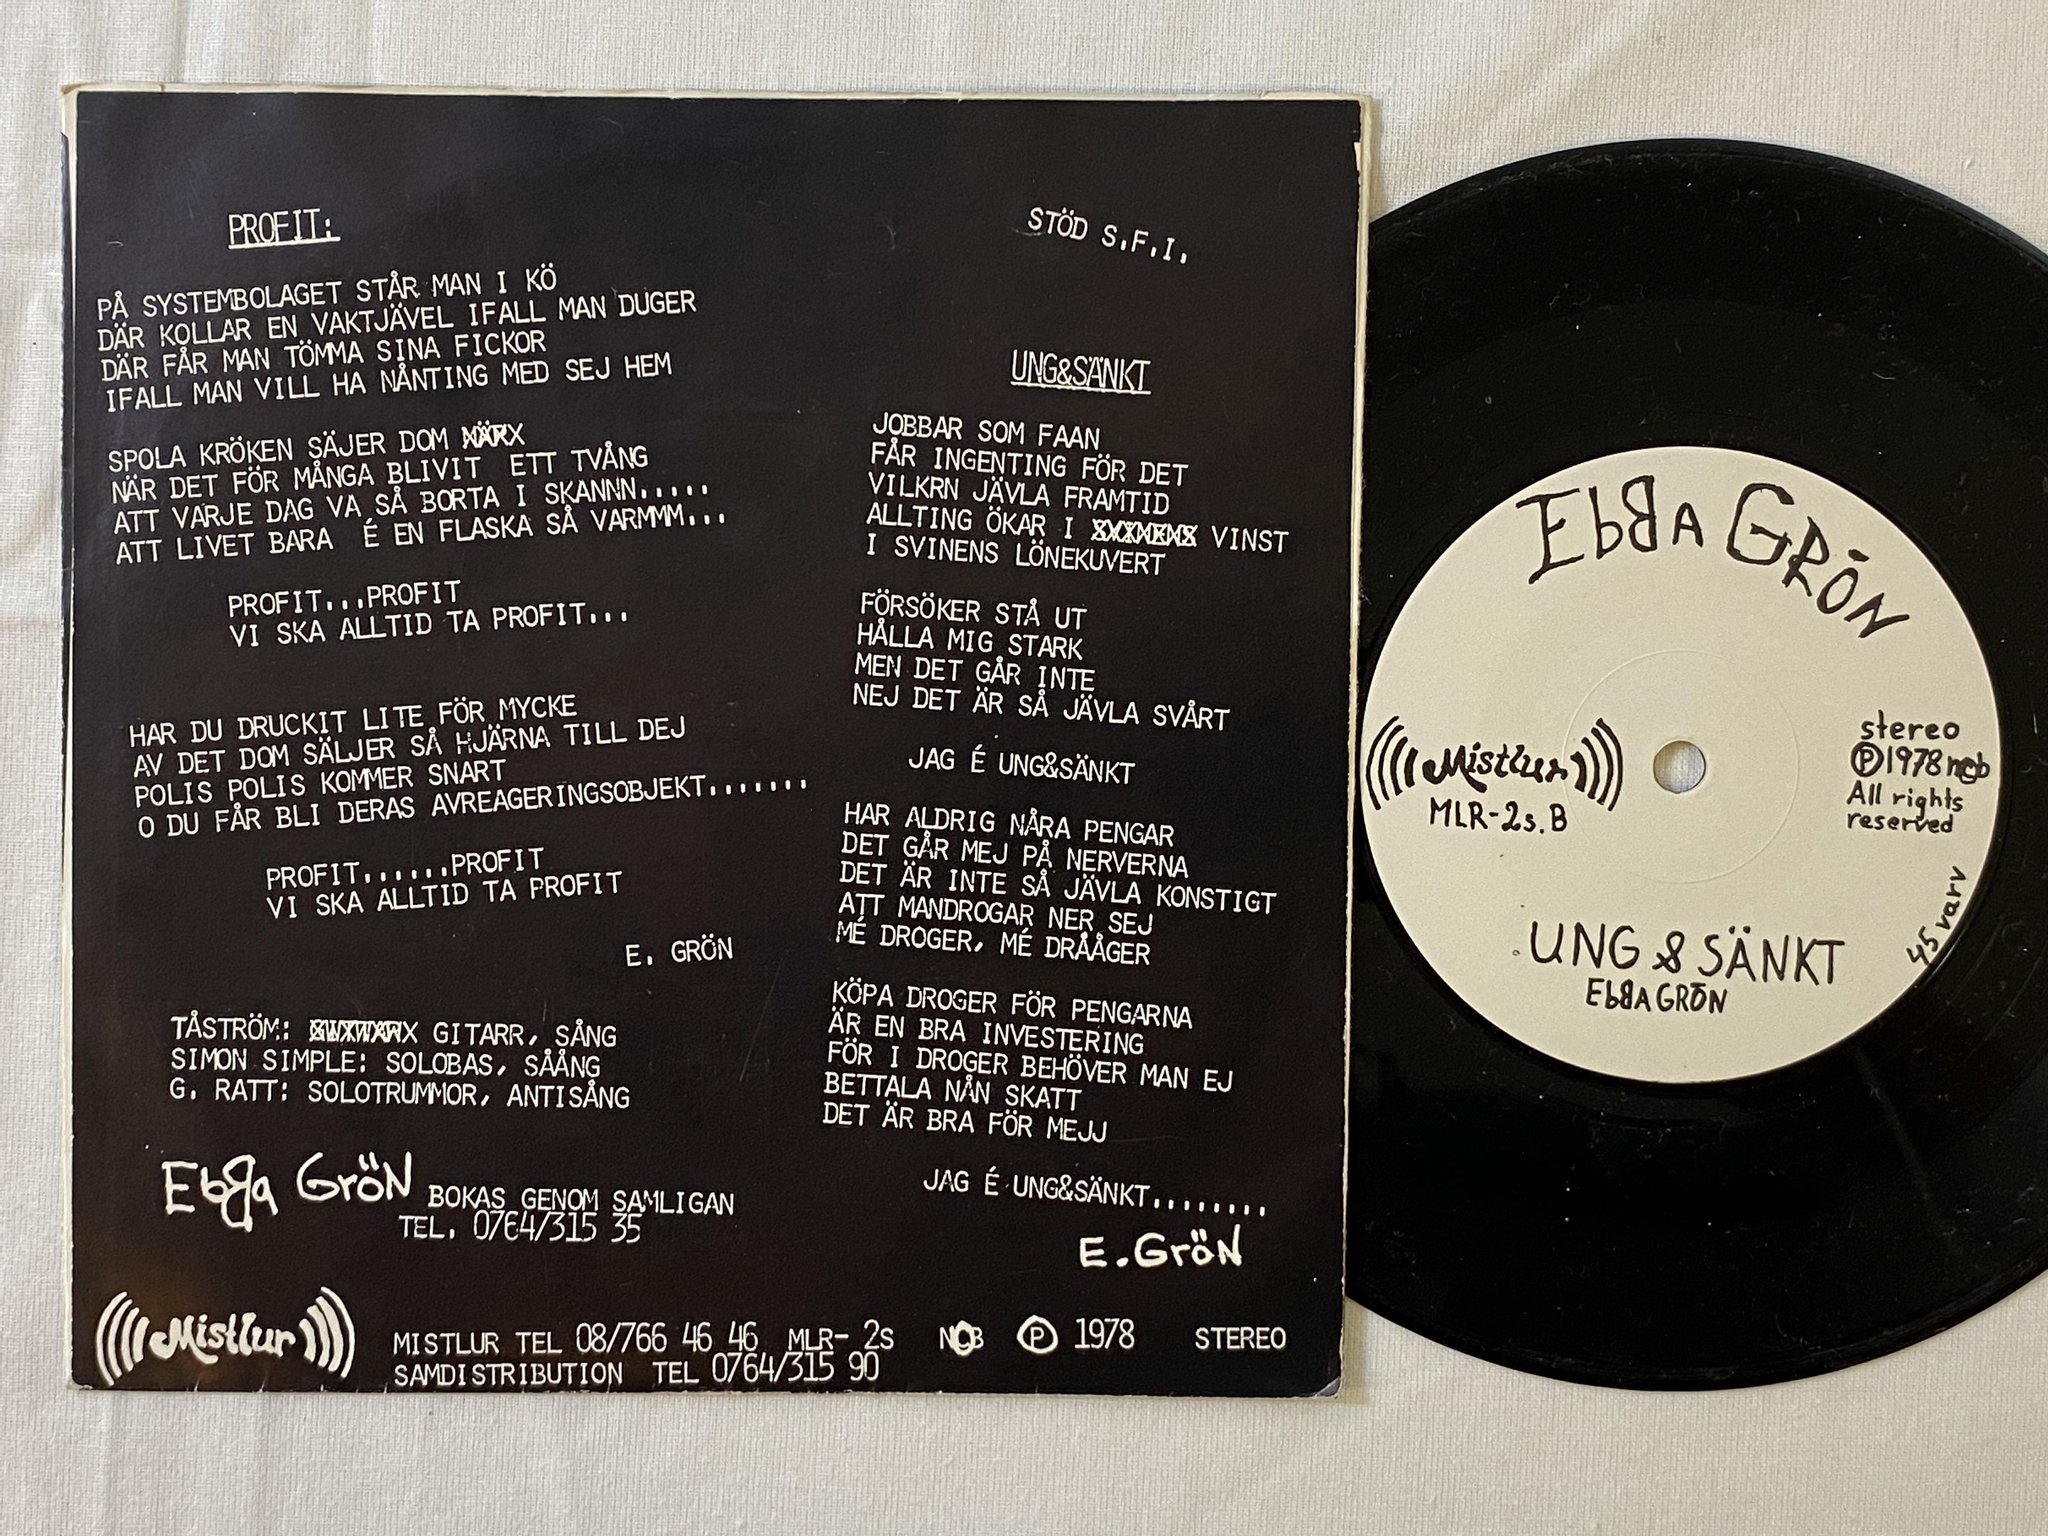 PROFIT:
PÅ SYSTEMBOLAGET STÅR MAN I KÖ
DÄR KOLLAR EN VAKTJÄVEL IFALL MAN DUGER
DÄR FÅR MAN TÖMMA SINA FICKOR
IFALL MAN VILL HA NÅNTING MED SEJ HEM
SPOLA KRÖKEN SÄJER DOM
NÄR DET FÖR MÅNGA BLIVIT ETT TVÅNG
ATT VARJE DAG VA SÅ BORTA I SKANNN.....
ATT LIVET BARA É EN FLASKA SÅ VARMMM...
PROFIT...PROFIT
VI SKA ALLTID TA PROFIT...
HAR DU DRUCKIT LITE FÖR MYCKE
AV DET DOM SÄLJER SÅ HJÄRNA TILL DEJ
POLIS POLIS KOMMER SNART
O DU FÅR BLI DERAS AVREAGERINGSOBJEKT.......
PROFIT......PROFIT
VI SKA ALLTID TA PROFIT
E. GRÖN
TÅSTRÖM: GITARR, SÅNG
SIMON SIMPLE: SOLOBAS, SÅÅNG
G. RATT: SOLOTRUMMOR, ANTISÅNG
EbBa GRöN BOKAS GENOM SAMLIGAN
TEL. 0764/315 35
STÖD S.F.I.
UNG&SÄNKT
JOBBAR SOM FAAN
FÅR INGENTING FÖR DET
VILKRN JÄVLA FRAMTID
ALLTING ÖKAR I VINST
I SVINENS LÖNEKUVERT
FÖRSÖKER STÅ UT
HÅLLA MIG STARK
MEN DET GÅR INTE
NEJ DET ÄR SÅ JÄVLA SVÅRT
JAG É UNG&SÄNKT
HAR ALDRIG NÅRA PENGAR
DET GÅR MEJ PÅ NERVERNA
DET ÄR INTE SÅ JÄVLA KONSTIGT
ATT MANDROGAR NER SEJ
MÉ DROGER, MÉ DRÅÅGER
KÖPA DROGER FÖR PENGARNA
ÄR EN BRA INVESTERING
FÖR I DROGER BEHÖVER MAN EJ
BETTALA NÅN SKATT
DET ÄR BRA FÖR MEJJ
JAG É UNG&SÄNKT.........
E. GRöN
Mistlur
MISTLUR TEL 08/766 46 46 MLR- 2S NCB Ⓟ 1978 STEREO
SAMDISTRIBUTION TEL 0764/315 90
EbBA GRÖN
Mistlur
MLR-2s.B
stereo
Ⓟ1978 ncb
All rights
reserved
45 varv
UNG & SÄNKT
EbBA GRÖN